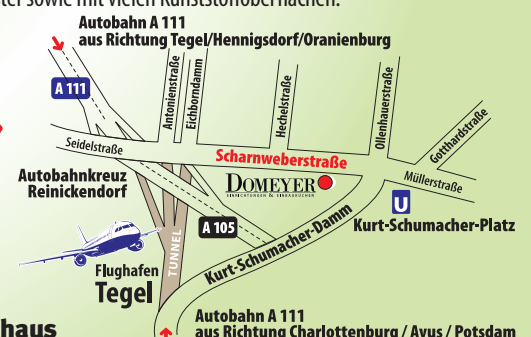 Autobahn A 111
aus Richtung Tegel/Hennigsdorf/Oranienburg
A 111
Antonienstraße
Eichborndamm
Hechelstraße
Ollenhauerstraße
Gotthardstraße
Seidelstraße
Scharnweberstraße
Müllerstraße
Autobahnkreuz
Reinickendorf
DOMEYER
U
Kurt-Schumacher-Platz
A 105
Kurt-Schumacher-Damm
TUNNEL
Flughafen
Tegel
haus
Autobahn A 111
aus Richtung Charlottenburg / Avus / Potsdam